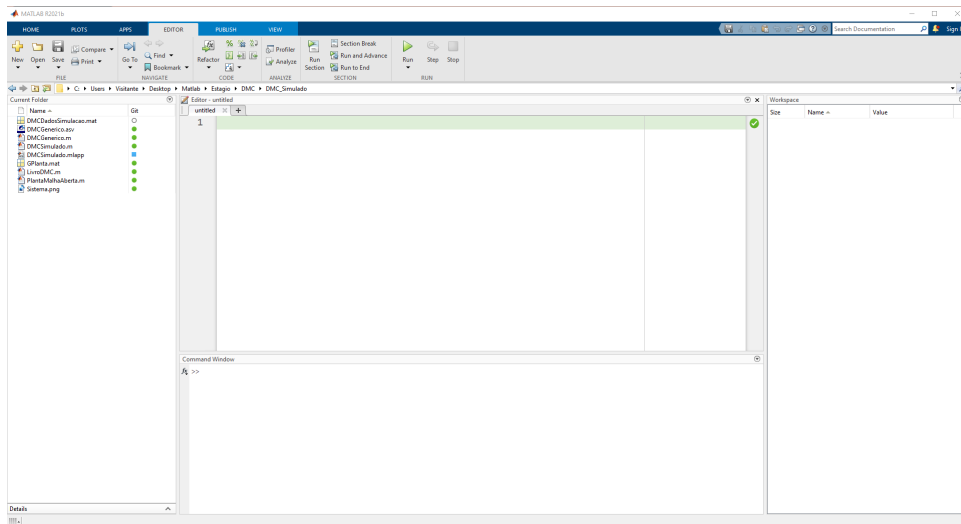 MATLAB R2021b
HOME PLOTS APPS EDITOR PUBLISH VIEW Search Documentation Sign
New Open Save Compare Print Go To Find Bookmark Refactor Profiler Analyze Run Section Section Break Run and Advance Run to End Run Step Stop
FILE NAVIGATE CODE ANALYZE SECTION RUN
C: Users Visitante Desktop Matlab Estagio DMC DMC_Simulado
Current Folder
Name Git
DMCDadosSimulacao.mat
DMCGenerico.asv
DMCGenerico.m
DMCSimulado.m
DMCSimulado.mlapp
GPlanta.mat
LivroDMC.m
PlantaMalhaAberta.m
Sistema.png
Details
Editor - untitled
untitled
1
Command Window
fx >>
Workspace
Size Name Value